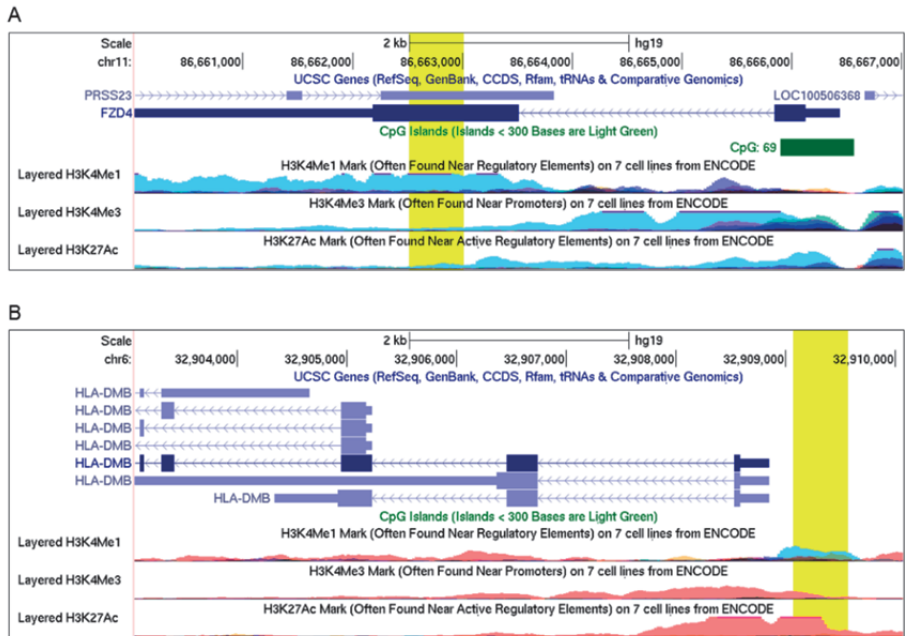 A
Scale 2 kb hg19
chr11: 86,661,000 86,662,000 86,663,000 86,664,000 86,665,000 86,666,000 86,667,000
UCSC Genes (RefSeq, GenBank, CCDS, Rfam, tRNAs & Comparative Genomics)
PRSS23 LOC100506368
FZD4
CpG Islands (Islands < 300 Bases are Light Green)
CpG: 69
H3K4Me1 Mark (Often Found Near Regulatory Elements) on 7 cell lines from ENCODE
Layered H3K4Me1
H3K4Me3 Mark (Often Found Near Promoters) on 7 cell lines from ENCODE
Layered H3K4Me3
H3K27Ac Mark (Often Found Near Active Regulatory Elements) on 7 cell lines from ENCODE
Layered H3K27Ac
B
Scale 2 kb hg19
chr6: 32,904,000 32,905,000 32,906,000 32,907,000 32,908,000 32,909,000 32,910,000
UCSC Genes (RefSeq, GenBank, CCDS, Rfam, tRNAs & Comparative Genomics)
HLA-DMB
HLA-DMB
HLA-DMB
HLA-DMB
HLA-DMB
HLA-DMB
HLA-DMB
CpG Islands (Islands < 300 Bases are Light Green)
H3K4Me1 Mark (Often Found Near Regulatory Elements) on 7 cell lines from ENCODE
Layered H3K4Me1
H3K4Me3 Mark (Often Found Near Promoters) on 7 cell lines from ENCODE
Layered H3K4Me3
H3K27Ac Mark (Often Found Near Active Regulatory Elements) on 7 cell lines from ENCODE
Layered H3K27Ac